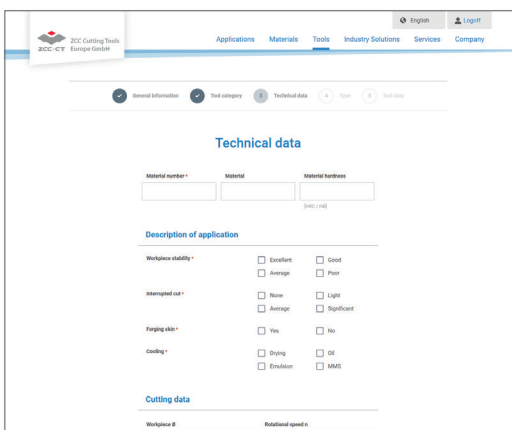 English Logoff
ZCC-CT
ZCC Cutting Tools
Europe GmbH
Applications Materials Tools Industry Solutions Services Company
General Information Tool category 3 Technical data 4 Type 5 Tool data
Technical data
Material number * Material Material hardness
[HRC / HB]
Description of application
Workpiece stability * Excellent Good
Average Poor
Interrupted cut * None Light
Average Significant
Forging skin * Yes No
Cooling * Drying Oil
Emulsion MMS
Cutting data
Workpiece Ø Rotational speed n